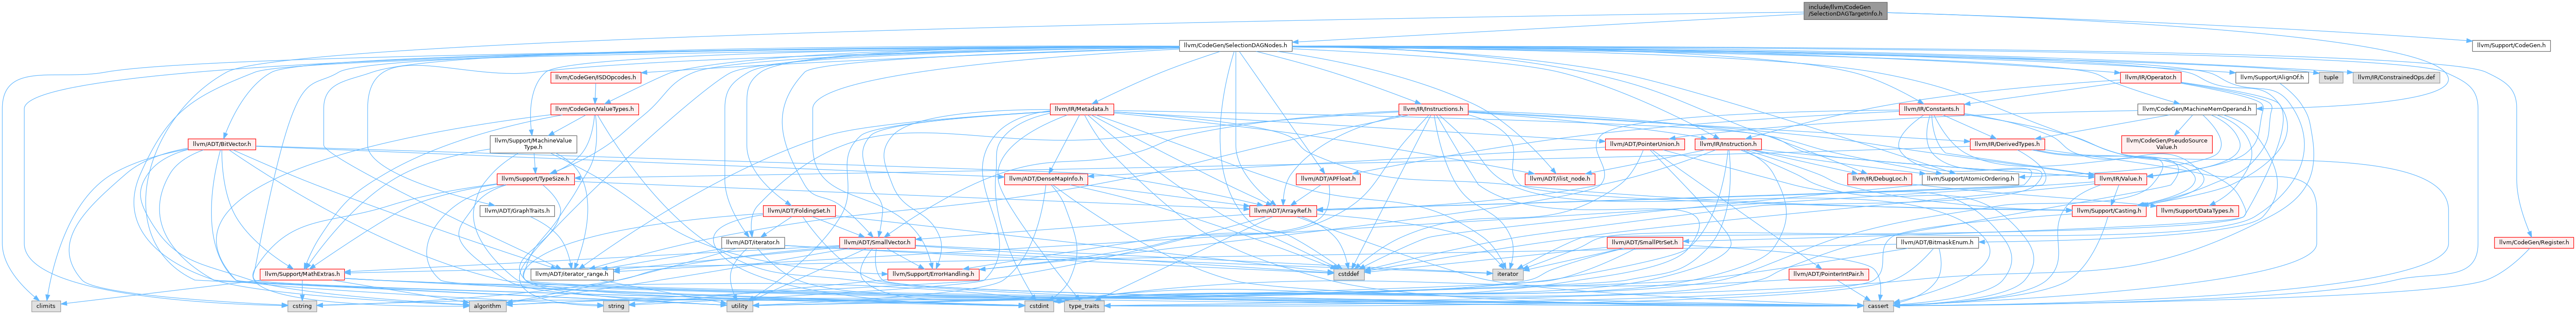 include/llvm/CodeGen
/SelectionDAGTargetInfo.h
llvm/CodeGen/SelectionDAGNodes.h
llvm/Support/CodeGen.h
llvm/CodeGen/ISDOpcodes.h
llvm/IR/Operator.h
llvm/Support/AlignOf.h
tuple
llvm/IR/ConstrainedOps.def
llvm/CodeGen/ValueTypes.h
llvm/IR/Metadata.h
llvm/IR/Instructions.h
llvm/IR/Constants.h
llvm/CodeGen/MachineMemOperand.h
llvm/ADT/BitVector.h
llvm/Support/MachineValue
Type.h
llvm/ADT/PointerUnion.h
llvm/IR/Instruction.h
llvm/IR/DerivedTypes.h
llvm/CodeGen/PseudoSource
Value.h
llvm/Support/TypeSize.h
llvm/ADT/DenseMapInfo.h
llvm/ADT/APFloat.h
llvm/ADT/ilist_node.h
llvm/IR/DebugLoc.h
llvm/Support/AtomicOrdering.h
llvm/IR/Value.h
llvm/ADT/GraphTraits.h
llvm/ADT/FoldingSet.h
llvm/ADT/ArrayRef.h
llvm/Support/Casting.h
llvm/Support/DataTypes.h
llvm/ADT/iterator.h
llvm/ADT/SmallVector.h
llvm/ADT/SmallPtrSet.h
llvm/ADT/BitmaskEnum.h
llvm/CodeGen/Register.h
llvm/Support/MathExtras.h
llvm/ADT/iterator_range.h
llvm/Support/ErrorHandling.h
cstddef
iterator
llvm/ADT/PointerIntPair.h
climits
cstring
algorithm
string
utility
cstdint
type_traits
cassert